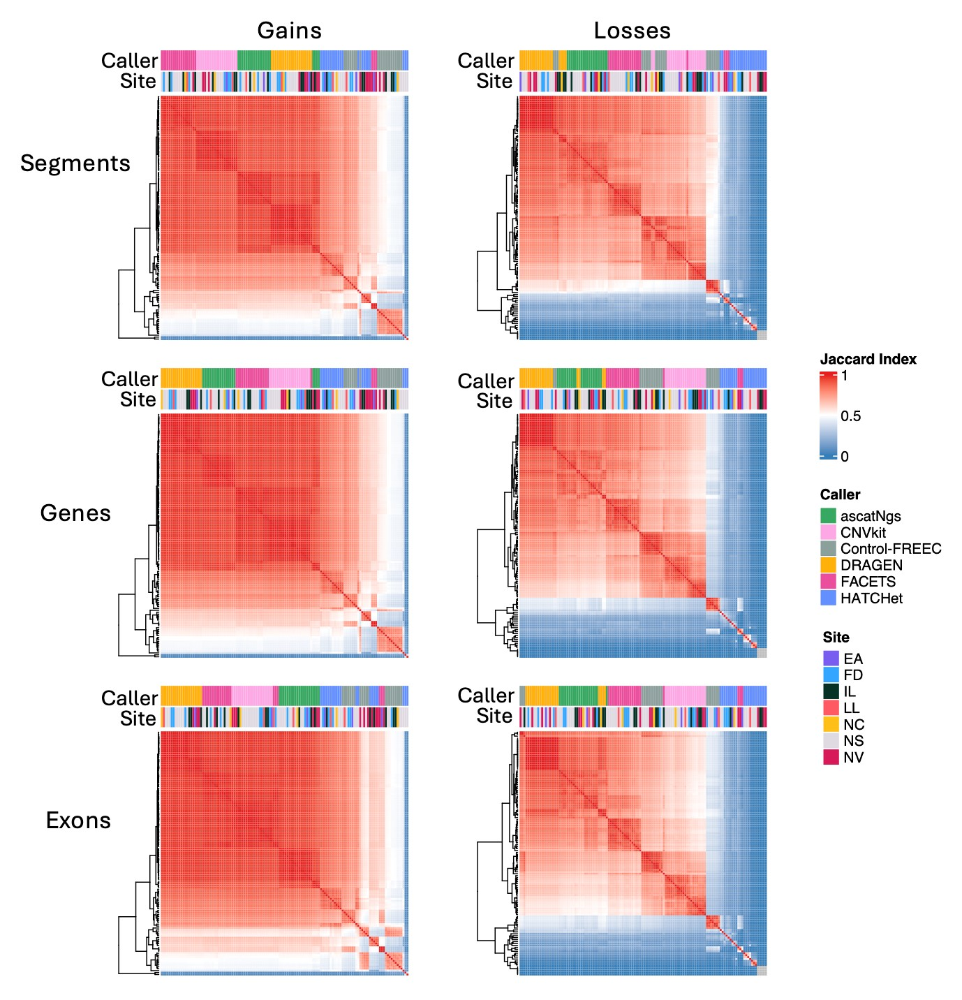 Gains
Losses
Caller
Site
Caller
Site
Segments
Caller
Site
Caller
Site
Genes
Caller
Site
Caller
Site
Exons
Jaccard Index
1
0.5
0
Caller
ascatNgs
CNVkit
Control-FREEC
DRAGEN
FACETS
HATCHet
Site
EA
FD
IL
LL
NC
NS
NV